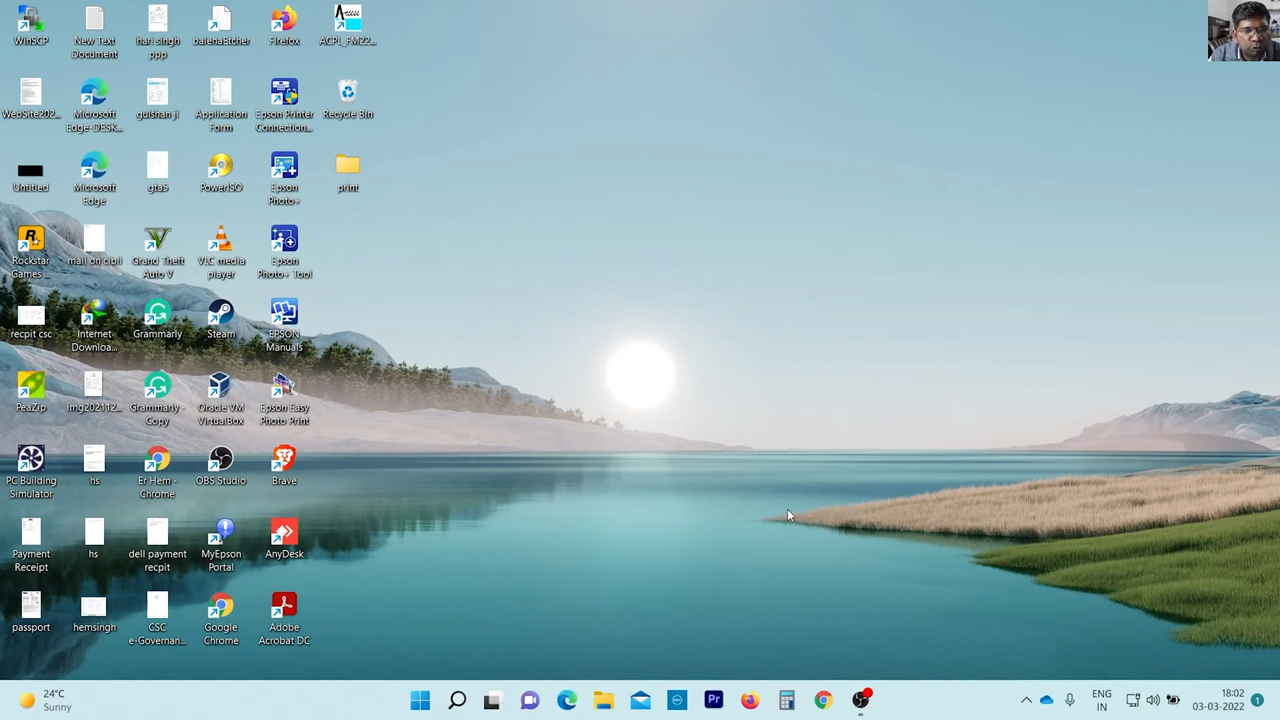 WinSCP
New Text
Document
hari singh
ppp
balenaEtcher
Firefox
ACPL_FM22...
WebSite202...
Microsoft
Edge-DESK...
gulshan ji
Application
Form
Epson Printer
Connection...
Recycle Bin
Untitled
Microsoft
Edge
gta5
PowerISO
Epson
Photo+
print
Rockstar
Games ...
mail on cibil
Grand Theft
Auto V
VLC media
player
Epson
Photo+ Tool
recpit csc
Internet
Downloa...
Grammarly
Steam
EPSON
Manuals
PeaZip
img202112...
Grammarly -
Copy
Oracle VM
VirtualBox
Epson Easy
Photo Print
PC Building
Simulator
hs
Er Hem -
Chrome
OBS Studio
Brave
Payment
Receipt
hs
dell payment
recpit
MyEpson
Portal
AnyDesk
passport
hemsingh
CSC
e-Governan...
Google
Chrome
Adobe
Acrobat DC
24°C
Sunny
Pr
ENG
IN
18:02
03-03-2022
1